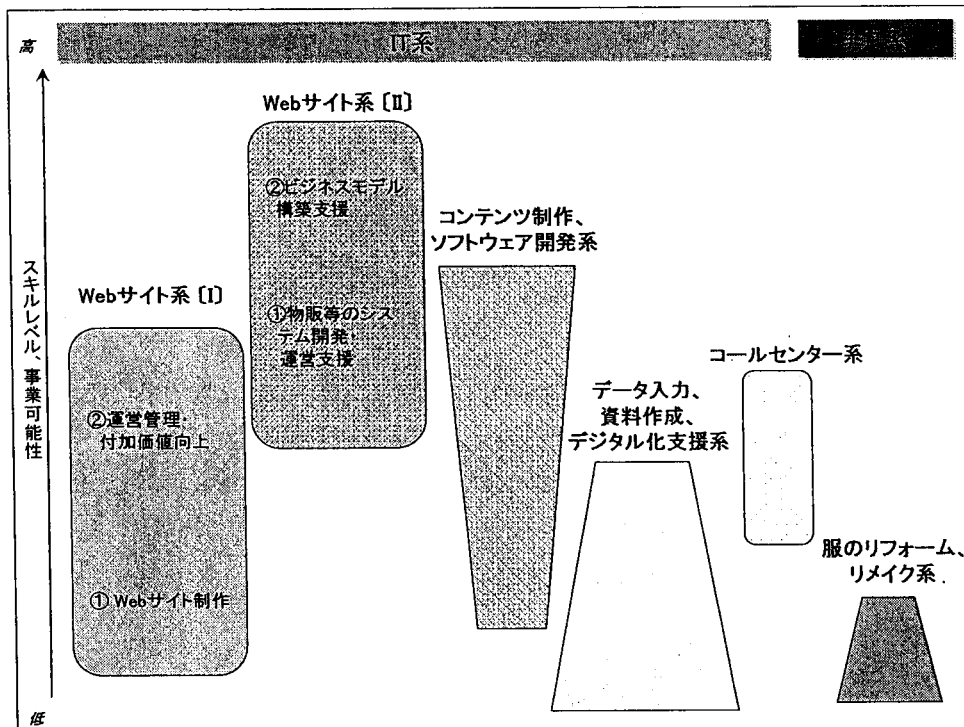 高
IT系
Webサイト系〔II〕
②ビジネスモデル
構築支援
①物販等のシス
テム開発・
運営支援
Webサイト系〔I〕
②運営管理・
付加価値向上
① Webサイト制作
コンテンツ制作、
ソフトウェア開発系
データ入力、
資料作成、
デジタル化支援系
コールセンター系
服のリフォーム、
リメイク系
スキルレベル、事業可能性
低